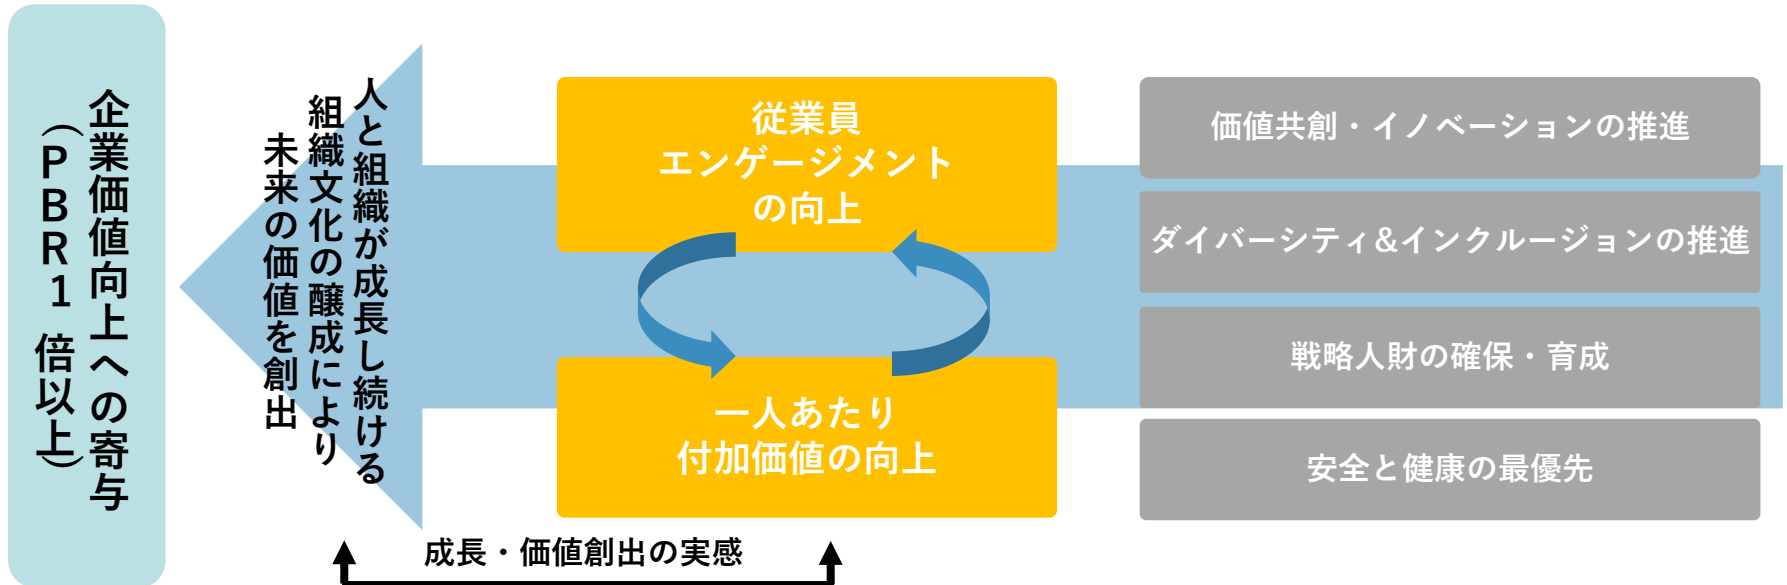 企業価値向上への寄与
（PBR1倍以上）
人と組織が成長し続ける
組織文化の醸成により
未来の価値を創出
従業員
エンゲージメント
の向上
一人あたり
付加価値の向上
価値共創・イノベーションの推進
ダイバーシティ&インクルージョンの推進
戦略人財の確保・育成
安全と健康の最優先
成長・価値創出の実感